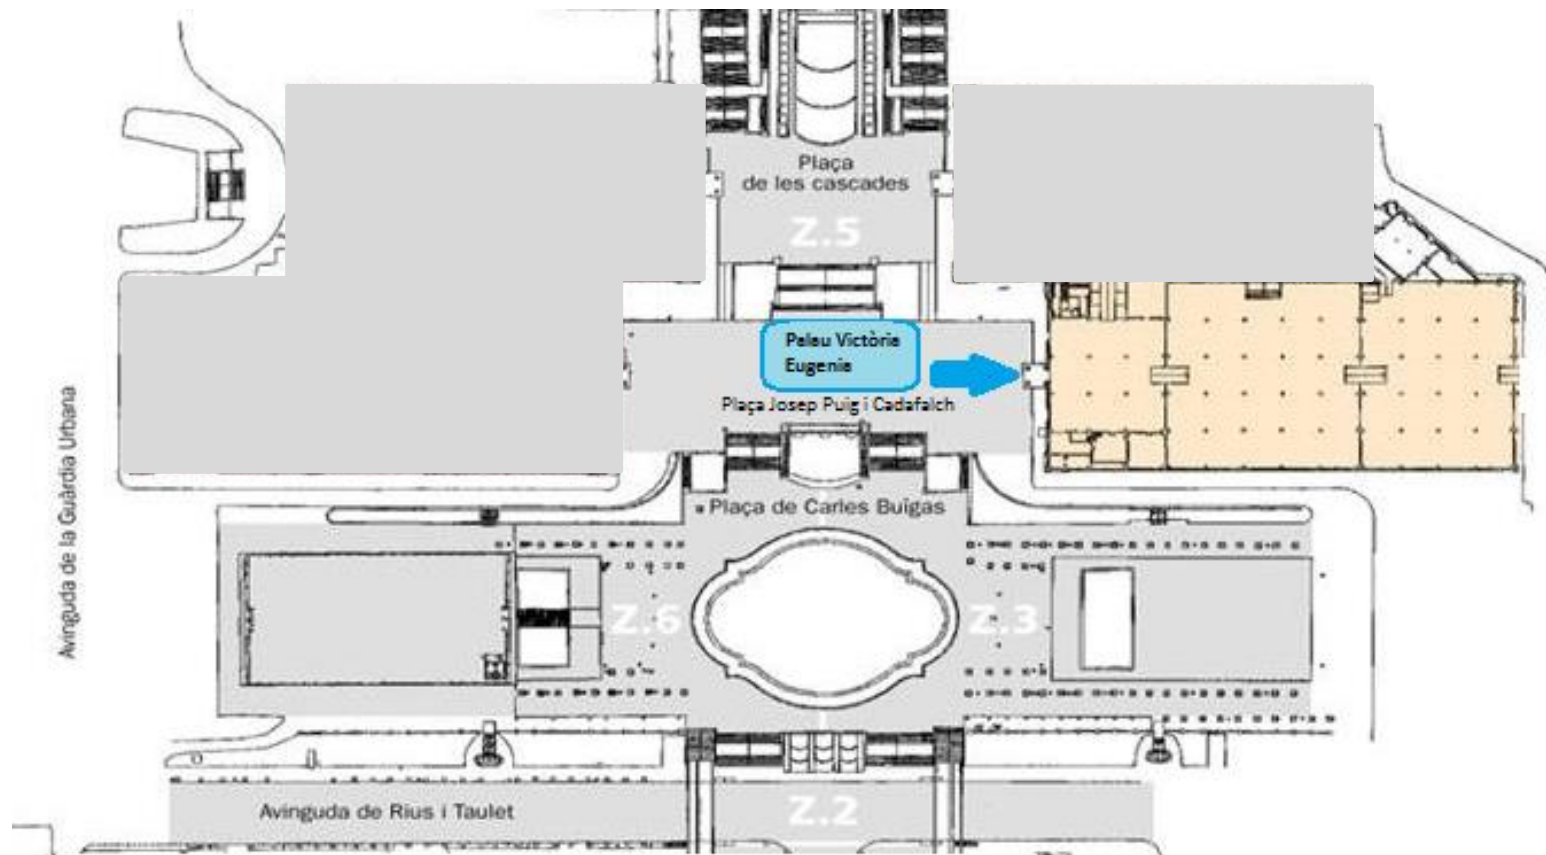 Plaça
de les cascades
Z.5
Palau Victòria
Eugenia
Plaça Josep Puig i Cadafalch
Avinguda de la Guàrdia Urbana
Plaça de Carles Buïgas
Z.6
Z.3
Avinguda de Rius i Taulet
Z.2